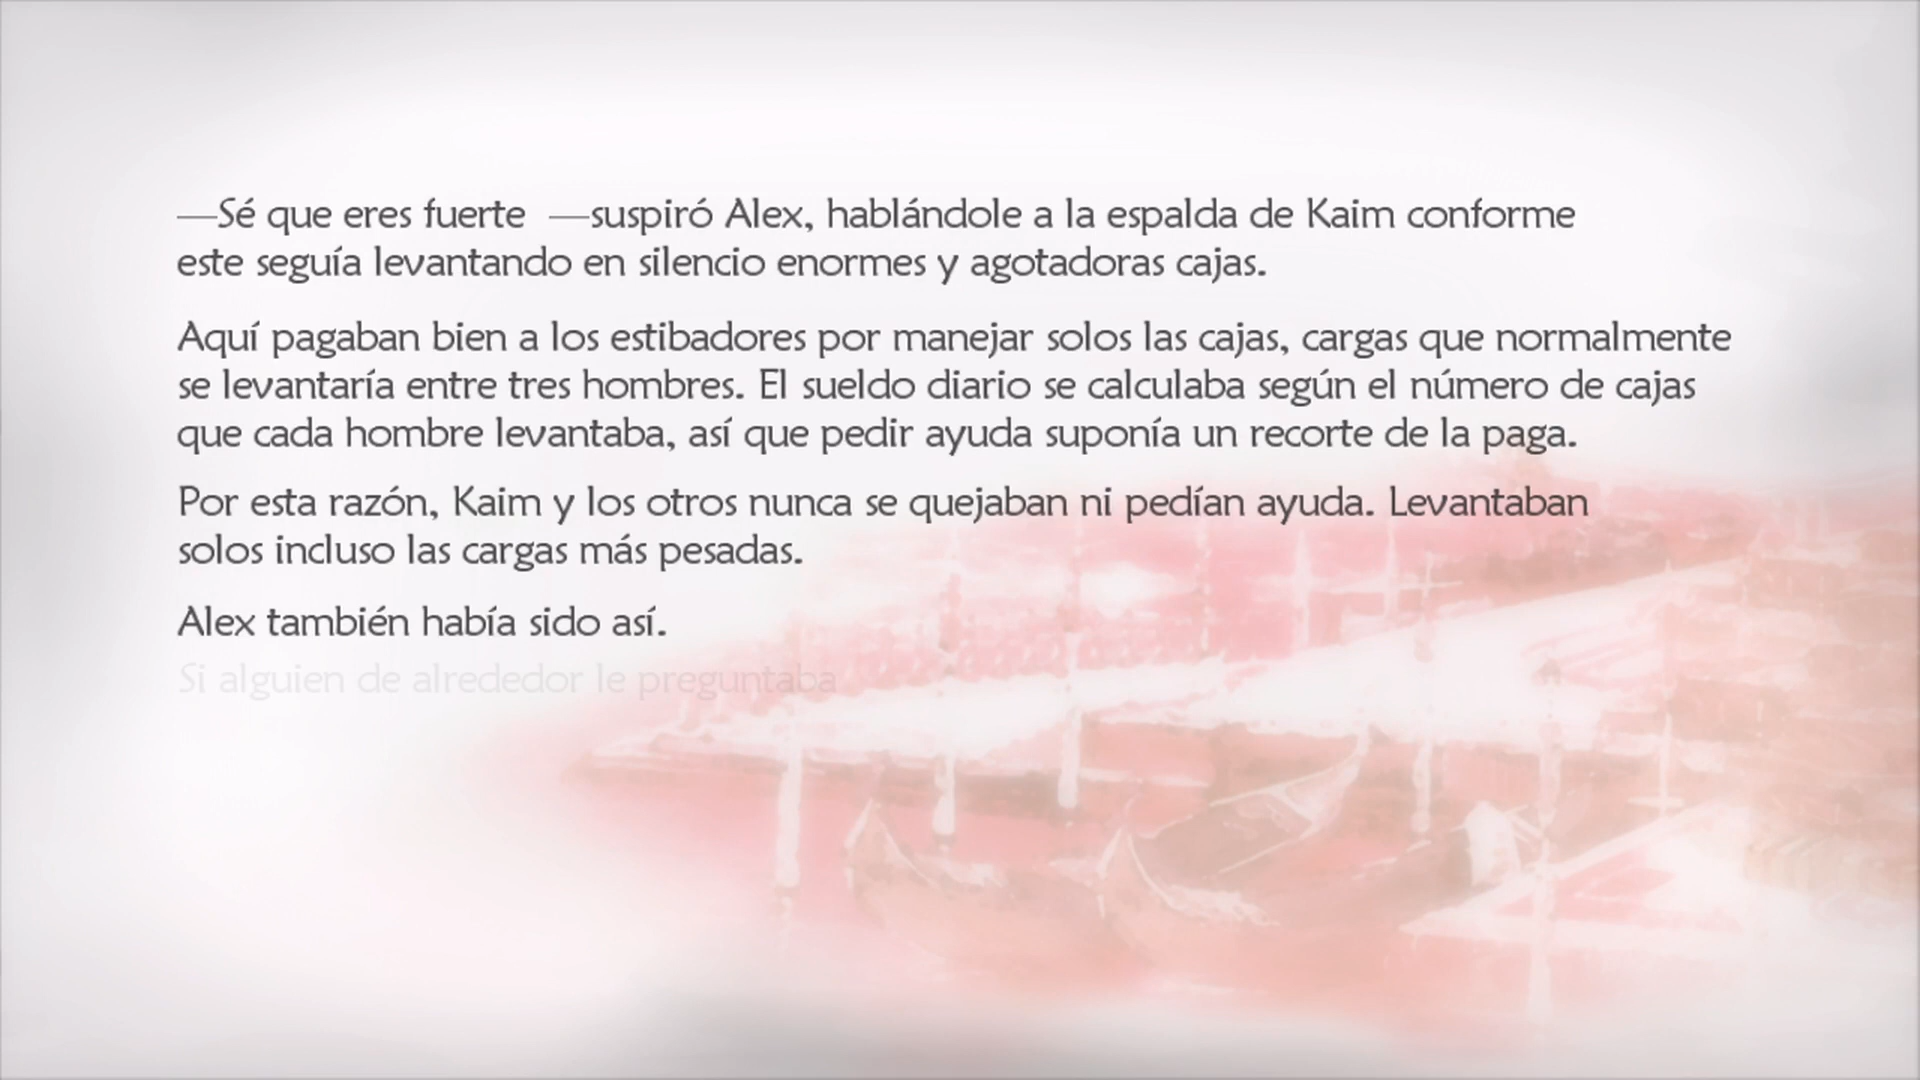 —Sé que eres fuerte —suspiró Alex, hablándole a la espalda de Kaim conforme
este seguía levantando en silencio enormes y agotadoras cajas.
Aquí pagaban bien a los estibadores por manejar solos las cajas, cargas que normalmente
se levantaría entre tres hombres. El sueldo diario se calculaba según el número de cajas
que cada hombre levantaba, así que pedir ayuda suponía un recorte de la paga.
Por esta razón, Kaim y los otros nunca se quejaban ni pedían ayuda. Levantaban
solos incluso las cargas más pesadas.
Alex también había sido así.
Si alguien de alrededor le preguntaba